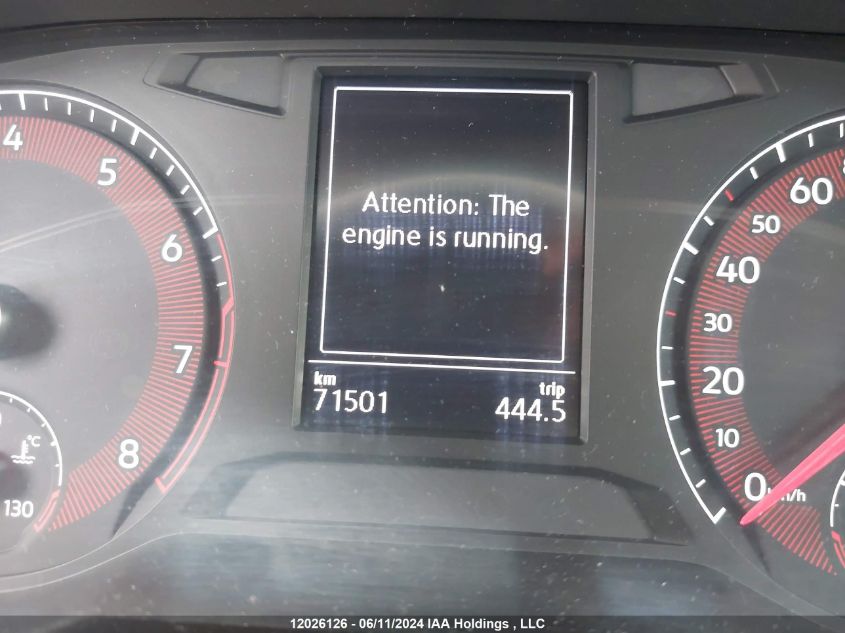 Attention: The
engine is running.
km
71501
trip
444.5
4
5
6
7
8
°C
130
60
50
40
30
20
10
0
km/h
12026126 - 06/11/2024 IAA Holdings , LLC